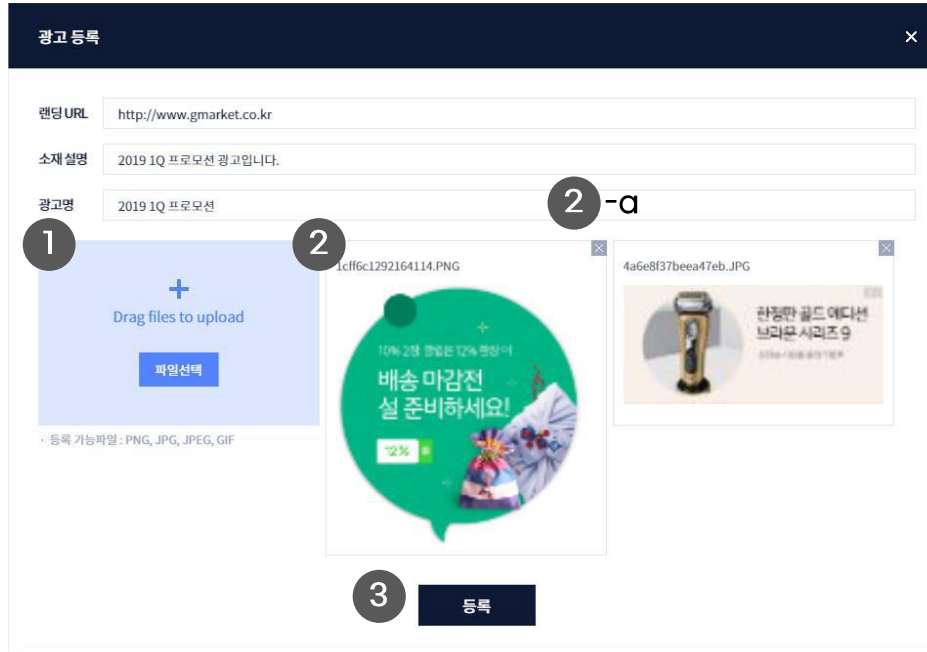 광고 등록
랜딩 URL
http://www.gmarket.co.kr
소재 설명
2019 1Q 프로모션 광고입니다.
광고명
2019 1Q 프로모션
2 -a
1
2
+
Drag files to upload
파일선택
· 등록 가능파일 : PNG, JPG, JPEG, GIF
1cff6c1292164114.PNG
배송 마감전
설 준비하세요!
12%
4a6e8f37beea47eb.JPG
한정판 골드 에디션
브라운 시리즈 9
3
등록